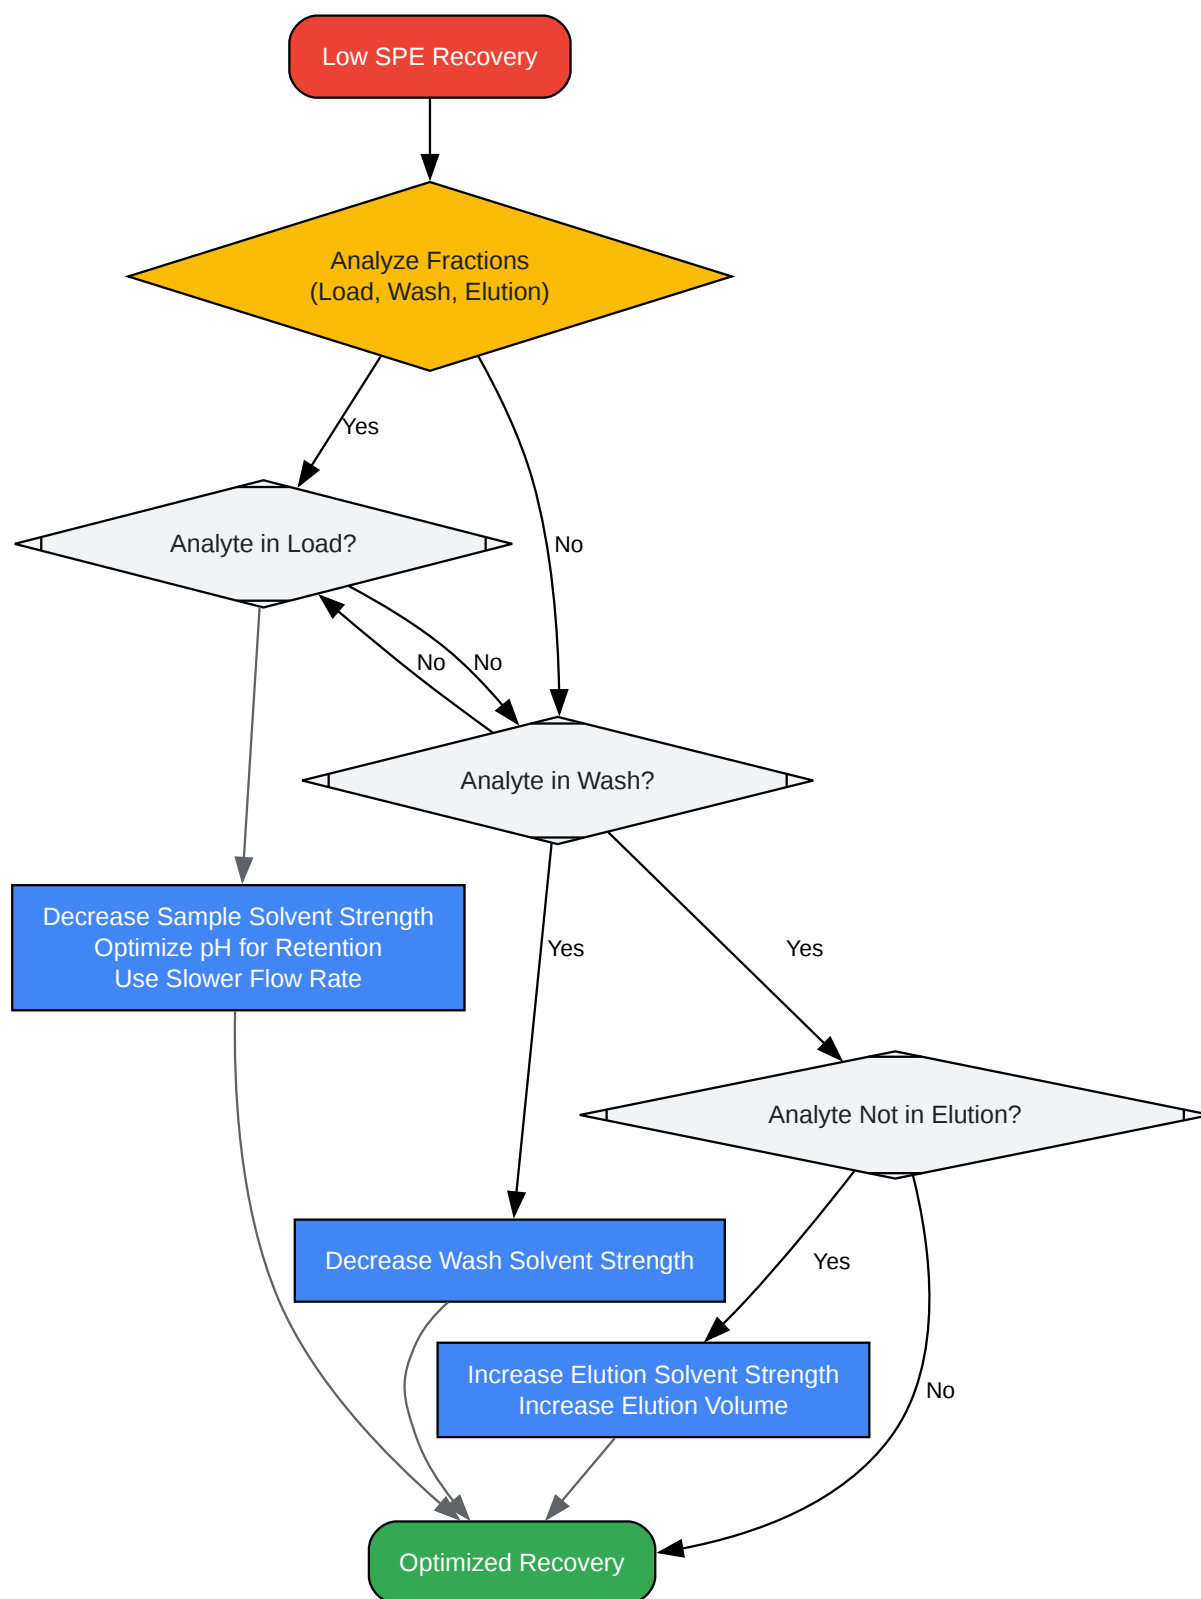 Low SPE Recovery
Analyze Fractions
(Load, Wash, Elution)
Yes
Analyte in Load?
No
No
No
Analyte in Wash?
Decrease Sample Solvent Strength
Optimize pH for Retention
Use Slower Flow Rate
Yes
Yes
Analyte Not in Elution?
Decrease Wash Solvent Strength
Yes
Increase Elution Solvent Strength
Increase Elution Volume
No
Optimized Recovery